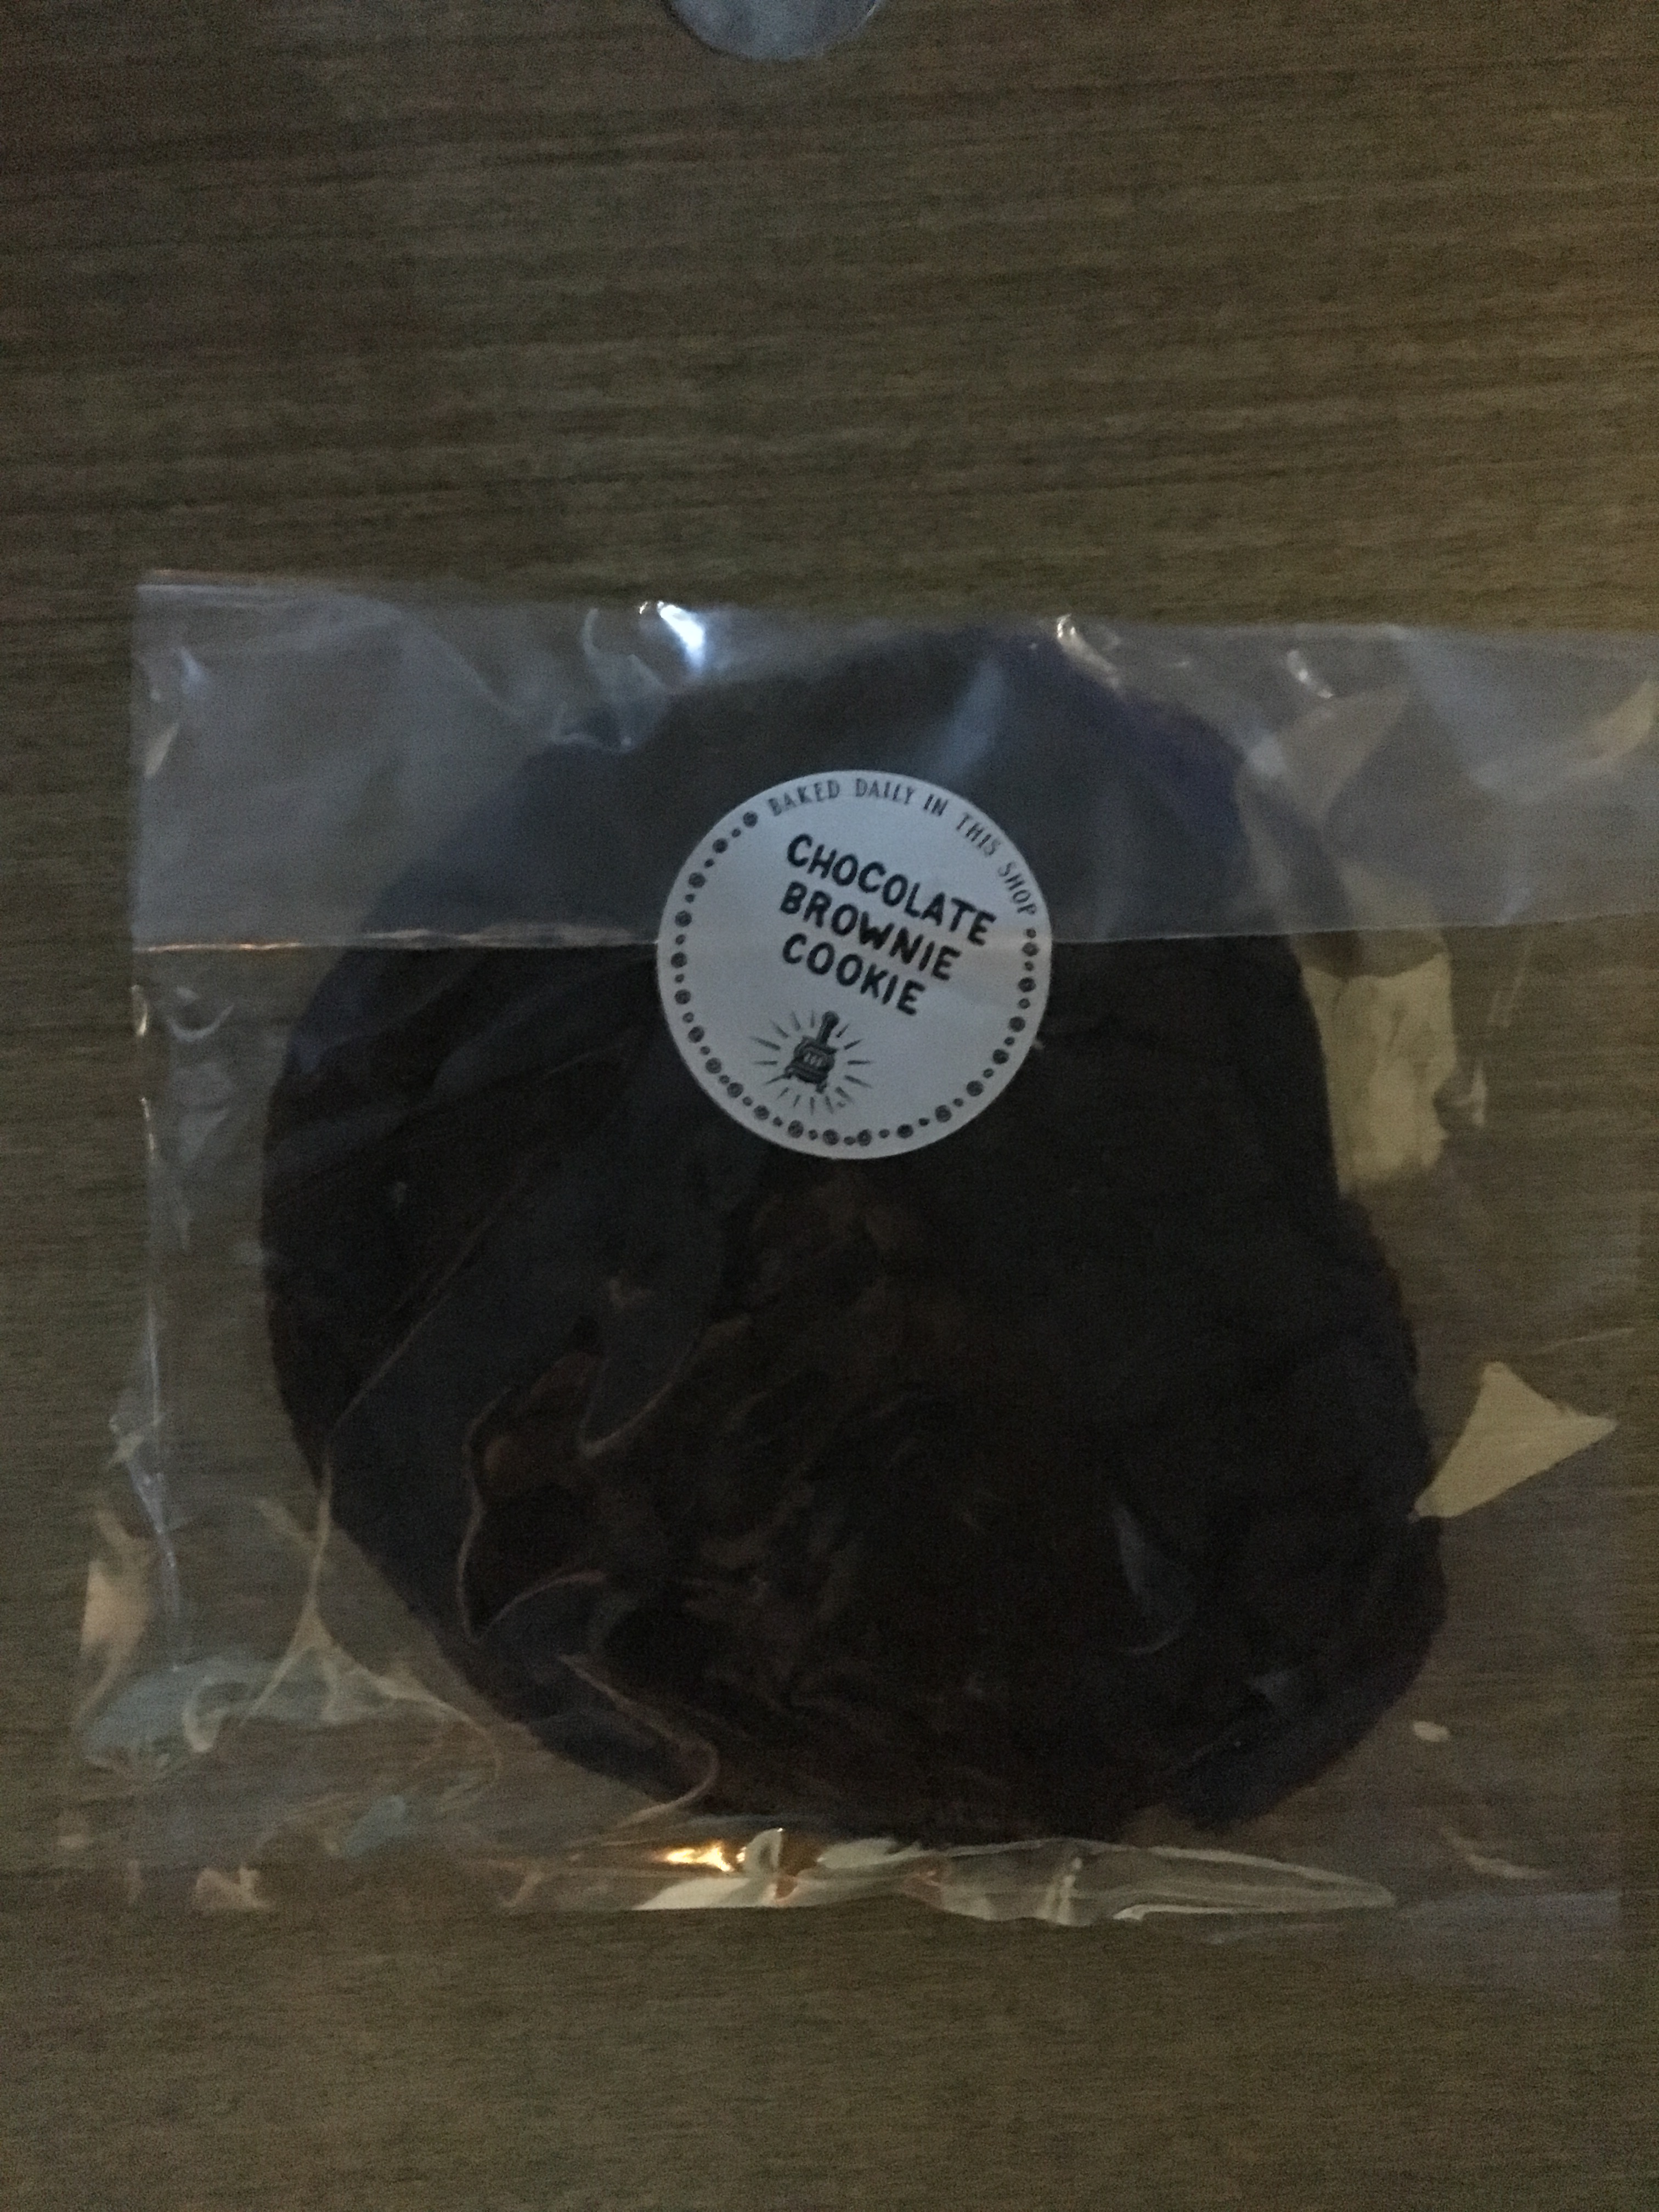 BAKED DAILY IN THIS SHOP
CHOCOLATE
BROWNIE
COOKIE